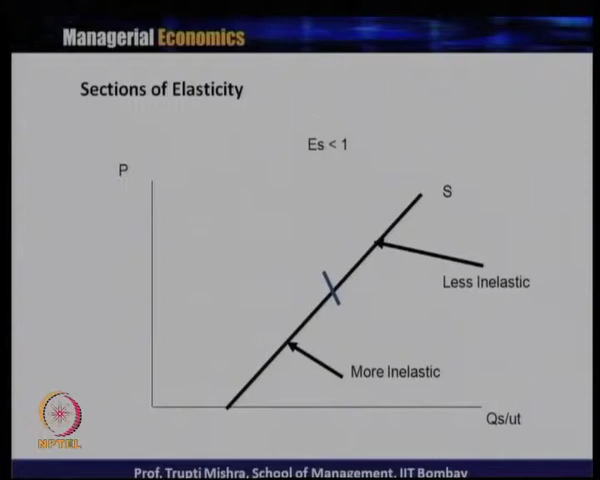 Managerial Economics
Sections of Elasticity
Es < 1
P
S
Less Inelastic
More Inelastic
Qs/ut
NPTEL
Prof. Trupti Mishra, School of Management, IIT Bombay